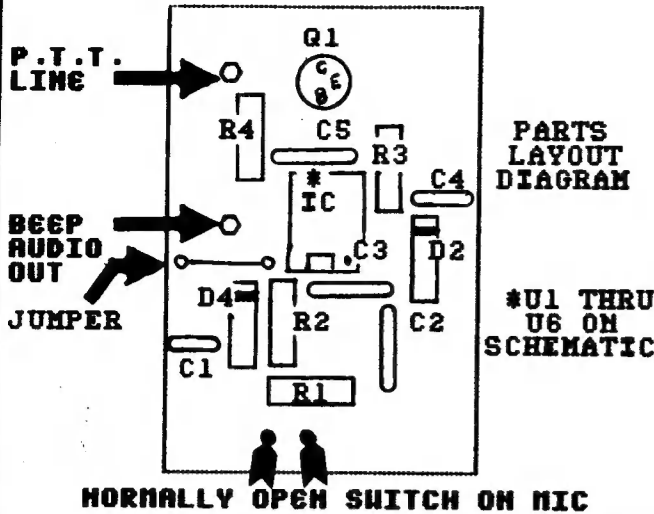 P.T.T.
LINE
Q1
C
E
B
R4
C5
R3
PARTS
LAYOUT
DIAGRAM
C4
*
IC
BEEP
AUDIO
OUT
C3
D2
JUMPER
D4
R2
C2
*U1 THRU
U6 ON
SCHEMATIC
C1
R1
NORMALLY OPEN SWITCH ON MIC